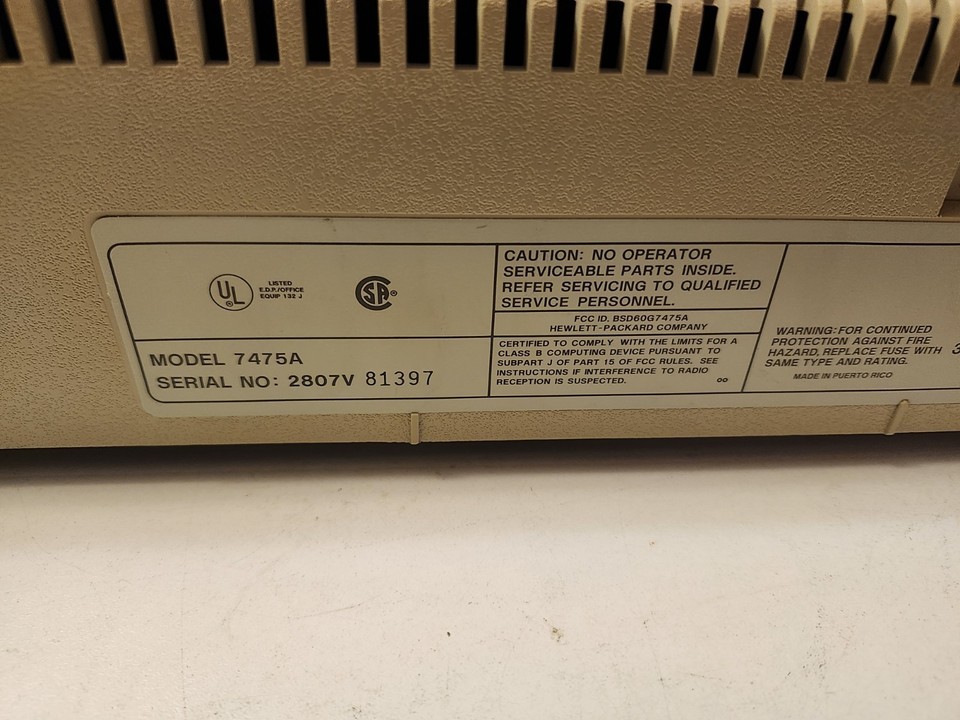 UL
®
LISTED
E.D.P./OFFICE
EQUIP 132 J
SA®
MODEL 7475A
SERIAL NO: 2807V 81397
CAUTION: NO OPERATOR
SERVICEABLE PARTS INSIDE.
REFER SERVICING TO QUALIFIED
SERVICE PERSONNEL.
FCC ID. BSD60G7475A
HEWLETT-PACKARD COMPANY
CERTIFIED TO COMPLY WITH THE LIMITS FOR A
CLASS B COMPUTING DEVICE PURSUANT TO
SUBPART J OF PART 15 OF FCC RULES. SEE
INSTRUCTIONS IF INTERFERENCE TO RADIO
RECEPTION IS SUSPECTED. 00
WARNING: FOR CONTINUED
PROTECTION AGAINST FIRE
HAZARD, REPLACE FUSE WITH
SAME TYPE AND RATING.
MADE IN PUERTO RICO